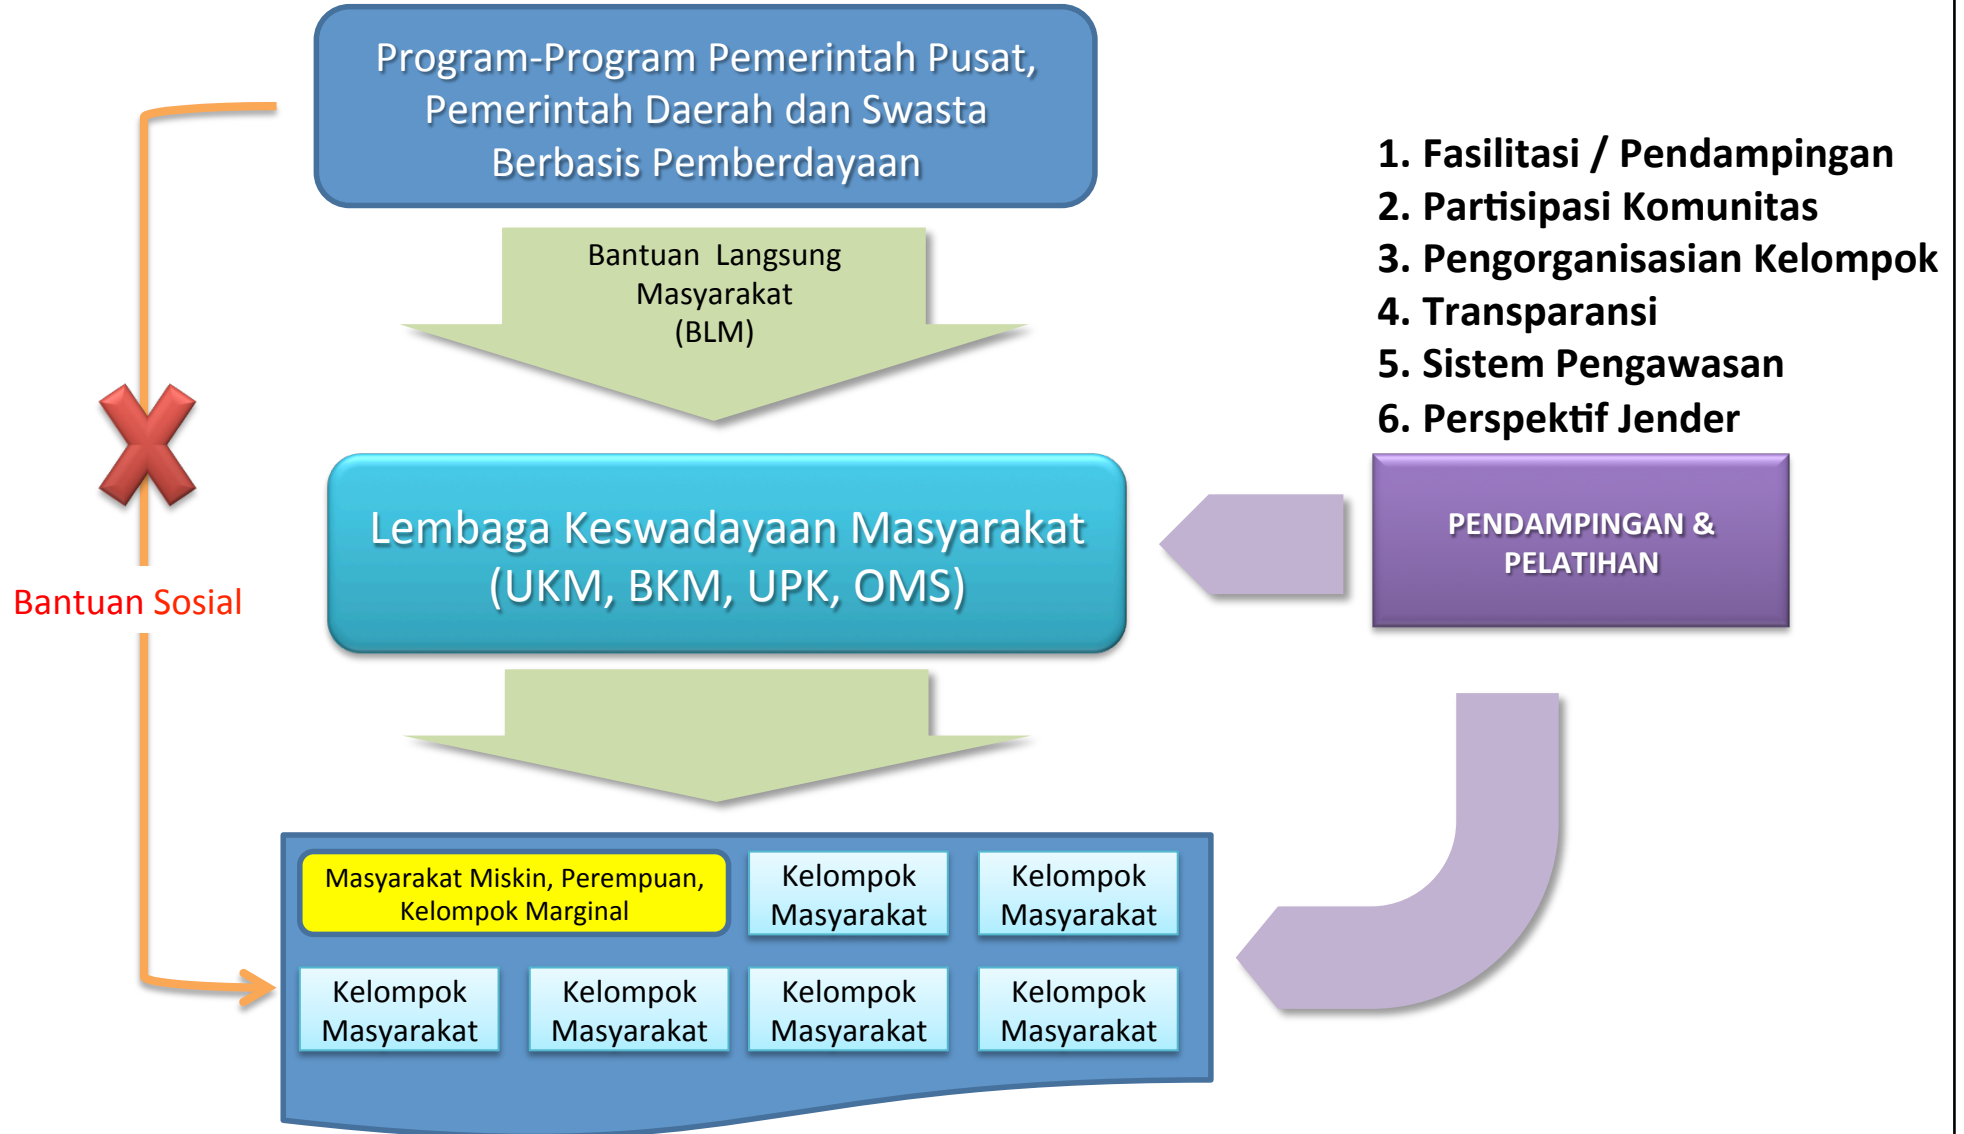 Program-Program Pemerintah Pusat,
Pemerintah Daerah dan Swasta
Berbasis Pemberdayaan
Bantuan Langsung
Masyarakat
(BLM)
1. Fasilitasi / Pendampingan
2. Partisipasi Komunitas
3. Pengorganisasian Kelompok
4. Transparansi
5. Sistem Pengawasan
6. Perspektif Jender
Lembaga Keswadayaan Masyarakat
(UKM, BKM, UPK, OMS)
PENDAMPINGAN &
PELATIHAN
Bantuan Sosial
Masyarakat Miskin, Perempuan,
Kelompok Marginal
Kelompok
Masyarakat
Kelompok
Masyarakat
Kelompok
Masyarakat
Kelompok
Masyarakat
Kelompok
Masyarakat
Kelompok
Masyarakat